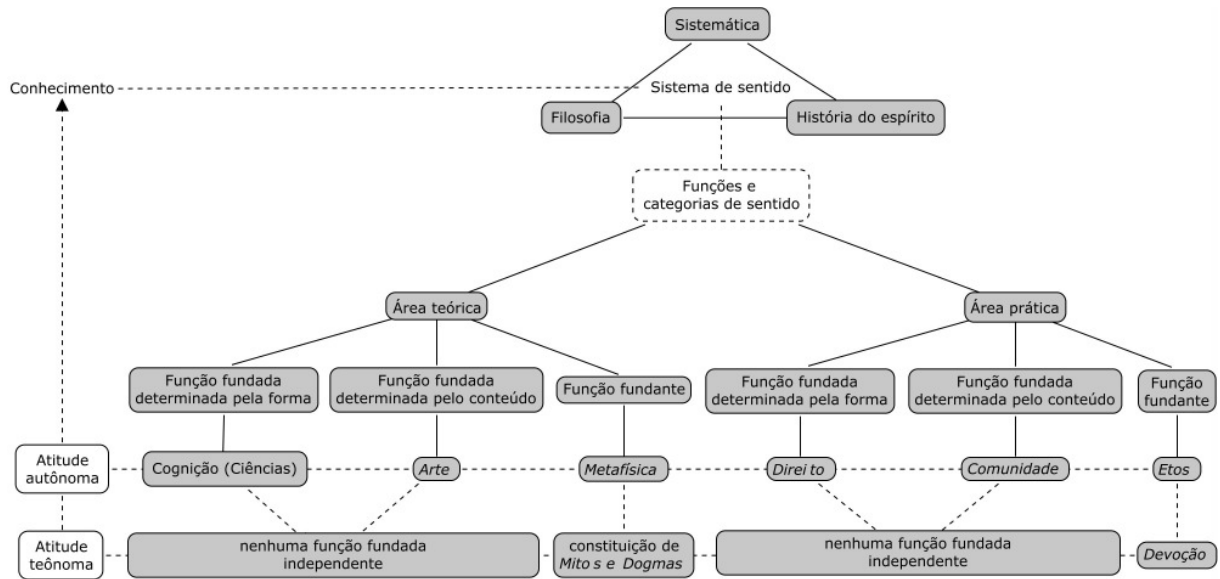 Sistemática
Conhecimento
Sistema de sentido
Filosofia
História do espírito
Funções e
categorias de sentido
Área teórica
Área prática
Função fundada
determinada pela forma
Função fundada
determinada pelo conteúdo
Função fundante
Função fundada
determinada pela forma
Função fundada
determinada pelo conteúdo
Função
fundante
Atitude
autônoma
Cognição (Ciências)
Arte
Metafísica
Direi to
Comunidade
Etos
Atitude
teônoma
nenhuma função fundada
independente
constituição de
Mito s e Dogmas
nenhuma função fundada
independente
Devoção